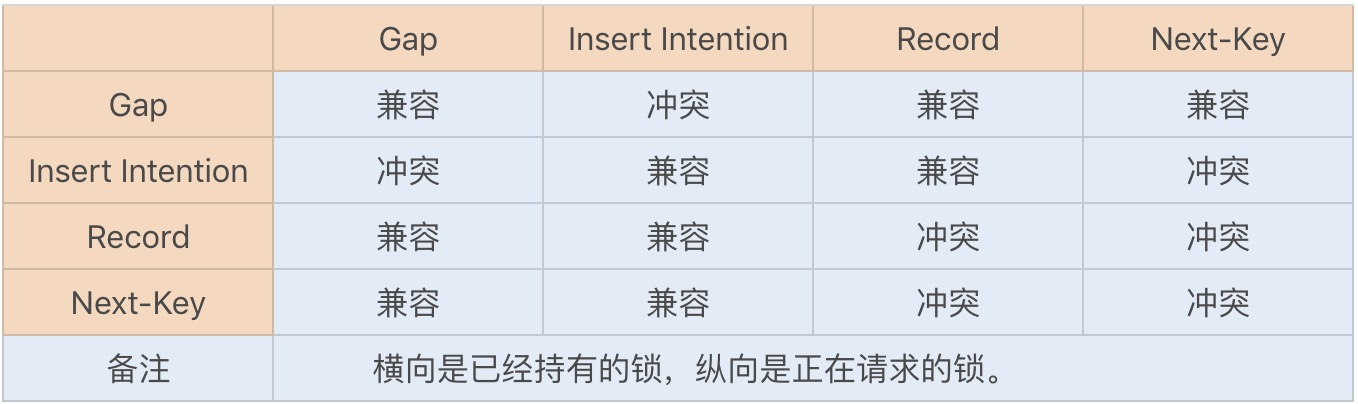 Gap Insert Intention Record Next-Key
Gap 兼容 冲突 兼容 兼容
Insert Intention 冲突 兼容 兼容 冲突
Record 兼容 兼容 冲突 冲突
Next-Key 兼容 兼容 冲突 冲突
备注 横向是已经持有的锁，纵向是正在请求的锁。